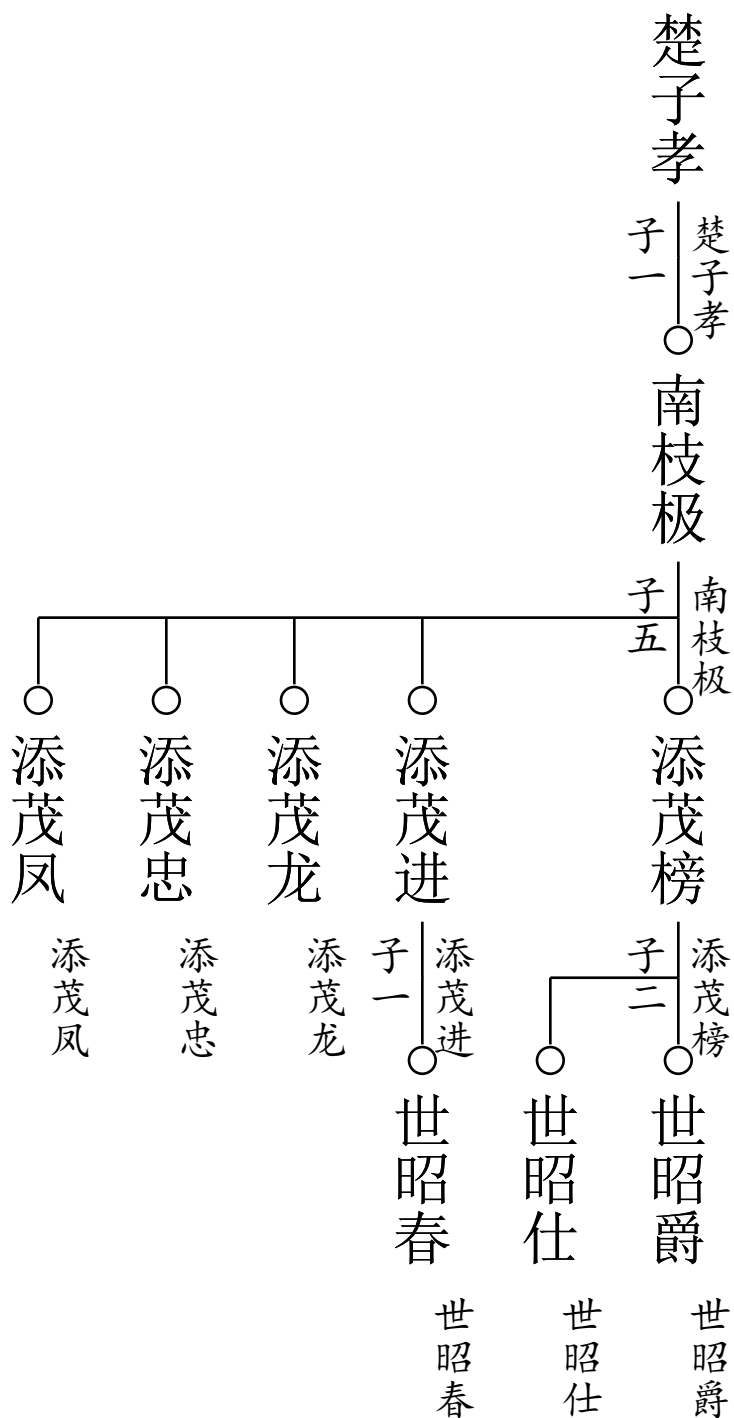 楚子孝
楚子孝
子一
南枝极
南枝极
子五
添茂榜
添茂进
添茂龙
添茂忠
添茂凤
添茂榜
子二
添茂进
子一
添茂龙
添茂忠
添茂凤
世昭爵
世昭仕
世昭春
世昭爵
世昭仕
世昭春